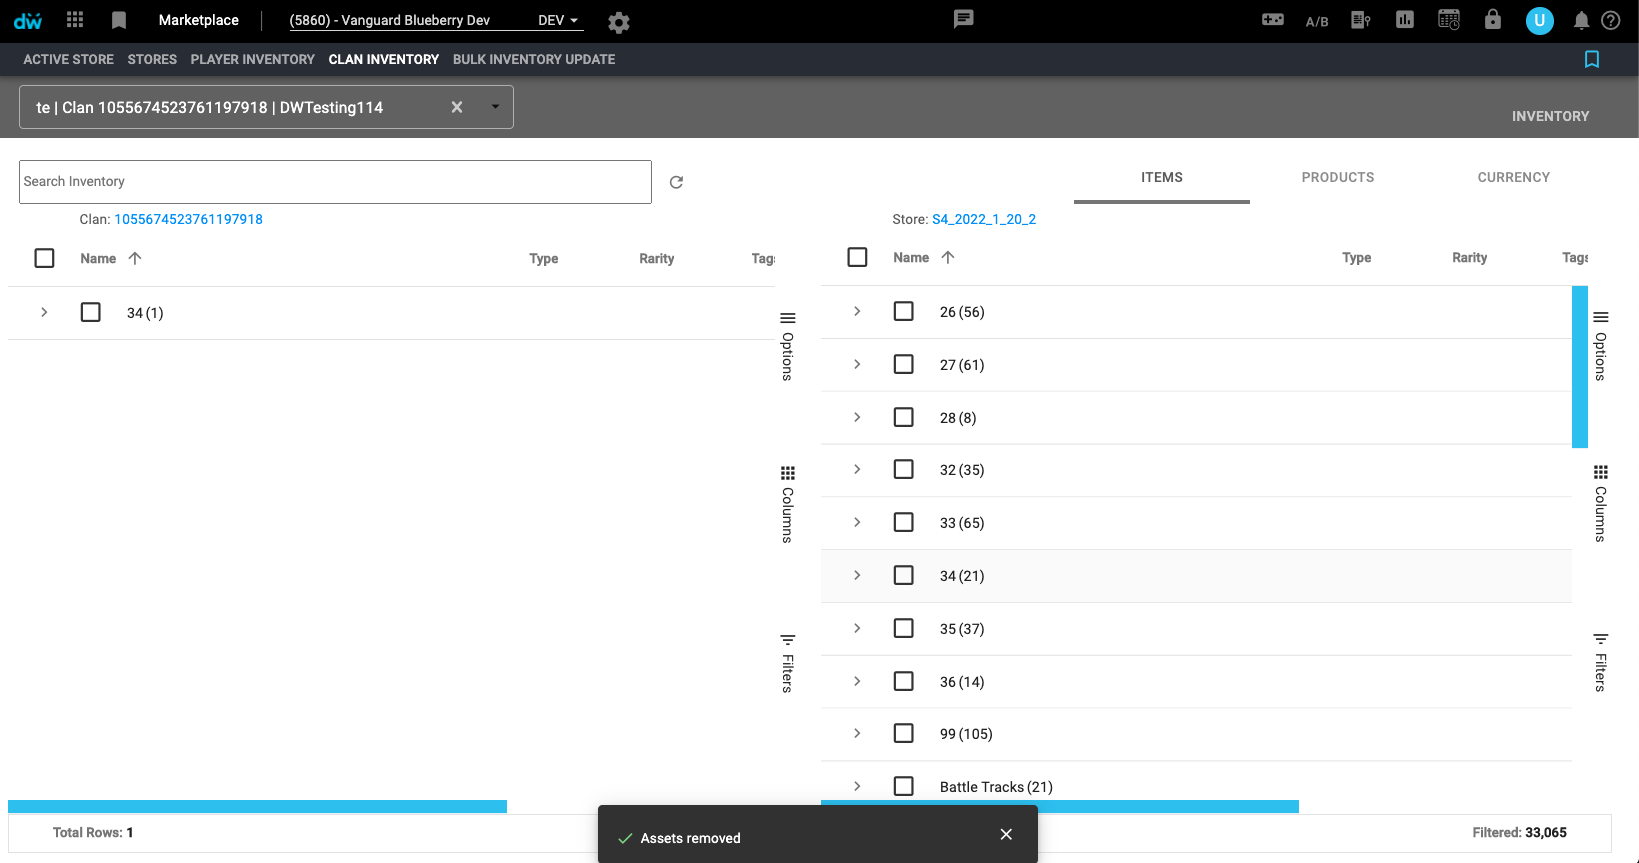 dw Marketplace (5860) - Vanguard Blueberry Dev DEV A/B U
ACTIVE STORE STORES PLAYER INVENTORY CLAN INVENTORY BULK INVENTORY UPDATE
te | Clan 1055674523761197918 | DWTesting114
INVENTORY
Search Inventory
ITEMS PRODUCTS CURRENCY
Clan: 1055674523761197918
Store: S4_2022_1_20_2
Name Type Rarity Tags
34 (1)
Options
Columns
Filters
Name Type Rarity Tags
26 (56)
27 (61)
28 (8)
32 (35)
33 (65)
34 (21)
35 (37)
36 (14)
99 (105)
Battle Tracks (21)
Options
Columns
Filters
Total Rows: 1
Assets removed
Filtered: 33,065